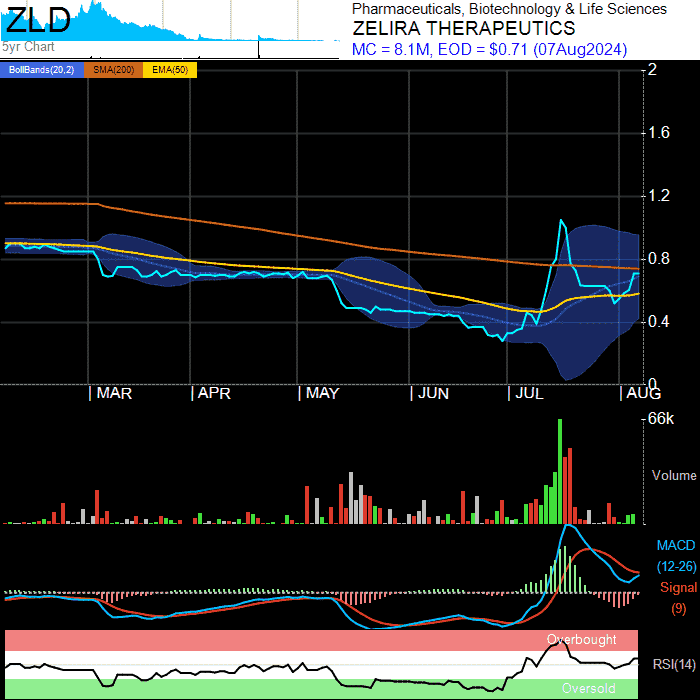 ZLD
5yr Chart
Pharmaceuticals, Biotechnology & Life Sciences
ZELIRA THERAPEUTICS
MC = 8.1M, EOD = $0.71 (07Aug2024)
BollBands(20,2) SMA(200) EMA(50)
2
1.6
1.2
0.8
0.4
0
MAR APR MAY JUN JUL AUG
66k
Volume
MACD
(12-26)
Signal
(9)
Overbought
RSI(14)
Oversold